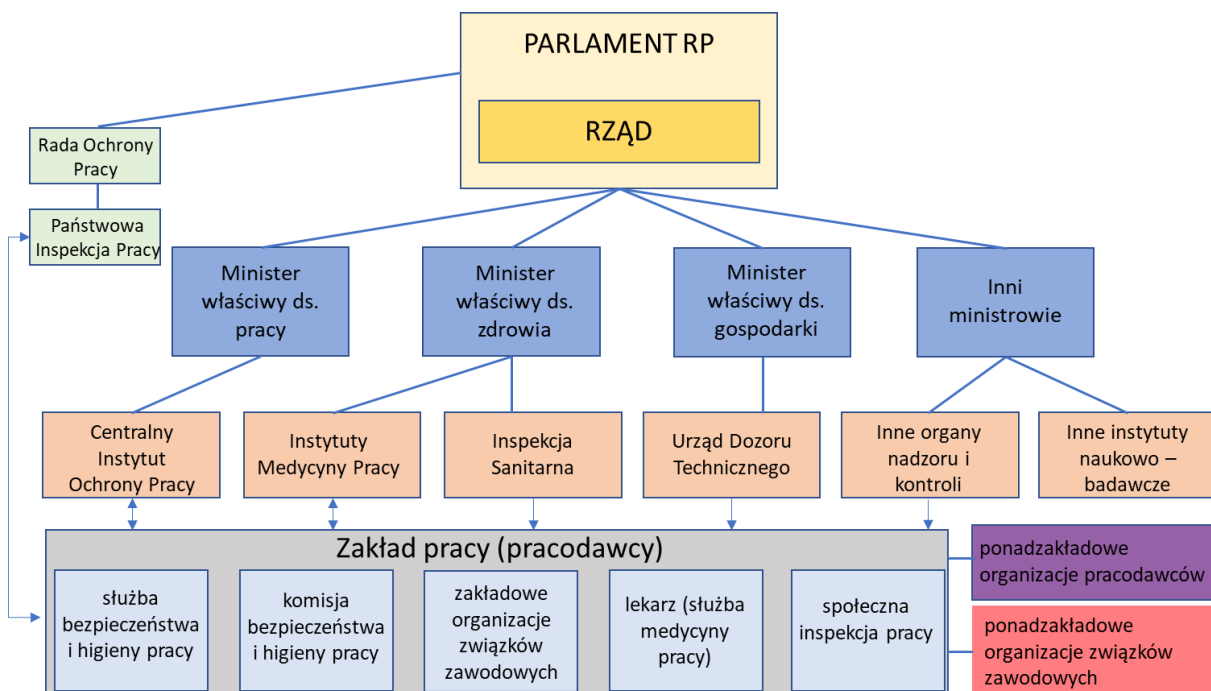 PARLAMENT RP
RZĄD
Rada Ochrony
Pracy
Państwowa
Inspekcja Pracy
Minister
właściwy ds.
pracy
Minister
właściwy ds.
zdrowia
Minister
właściwy ds.
gospodarki
Inni
ministrowie
Centralny
Instytut
Ochrony Pracy
Instytuty
Medycyny Pracy
Inspekcja
Sanitarna
Urząd Dozoru
Technicznego
Inne organy
nadzoru i
kontroli
Inne instytuty
naukowo –
badawcze
Zakład pracy (pracodawcy)
służba
bezpieczeństwa
i higieny pracy
komisja
bezpieczeństwa
i higieny pracy
zakładowe
organizacje
związków
zawodowych
lekarz (służba
medycyny
pracy)
społeczna
inspekcja pracy
ponadzakładowe
organizacje pracodawców
ponadzakładowe
organizacje związków
zawodowych